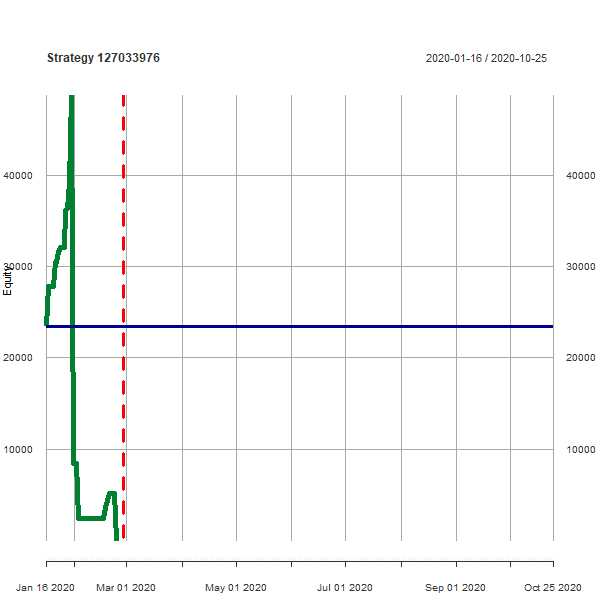 Strategy 127033976
2020-01-16 / 2020-10-25
40000
40000
30000
30000
Equity
20000
20000
10000
10000
Jan 16 2020
Mar 01 2020
May 01 2020
Jul 01 2020
Sep 01 2020
Oct 25 2020